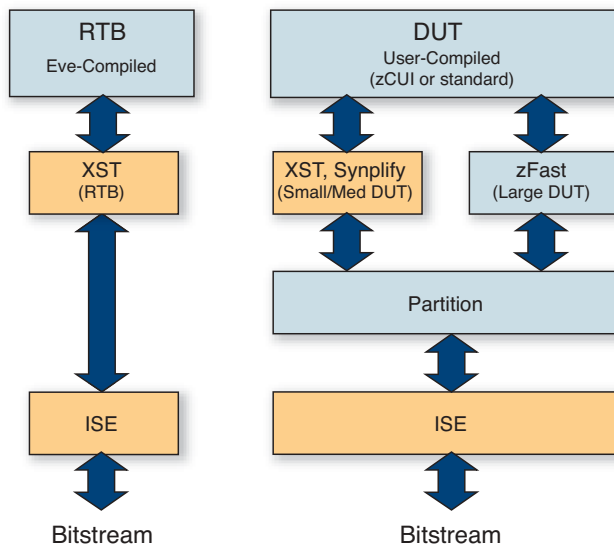 RTB
Eve-Compiled
XST
(RTB)
ISE
Bitstream
DUT
User-Compiled
(zCUI or standard)
XST, Synplify
(Small/Med DUT)
zFast
(Large DUT)
Partition
ISE
Bitstream